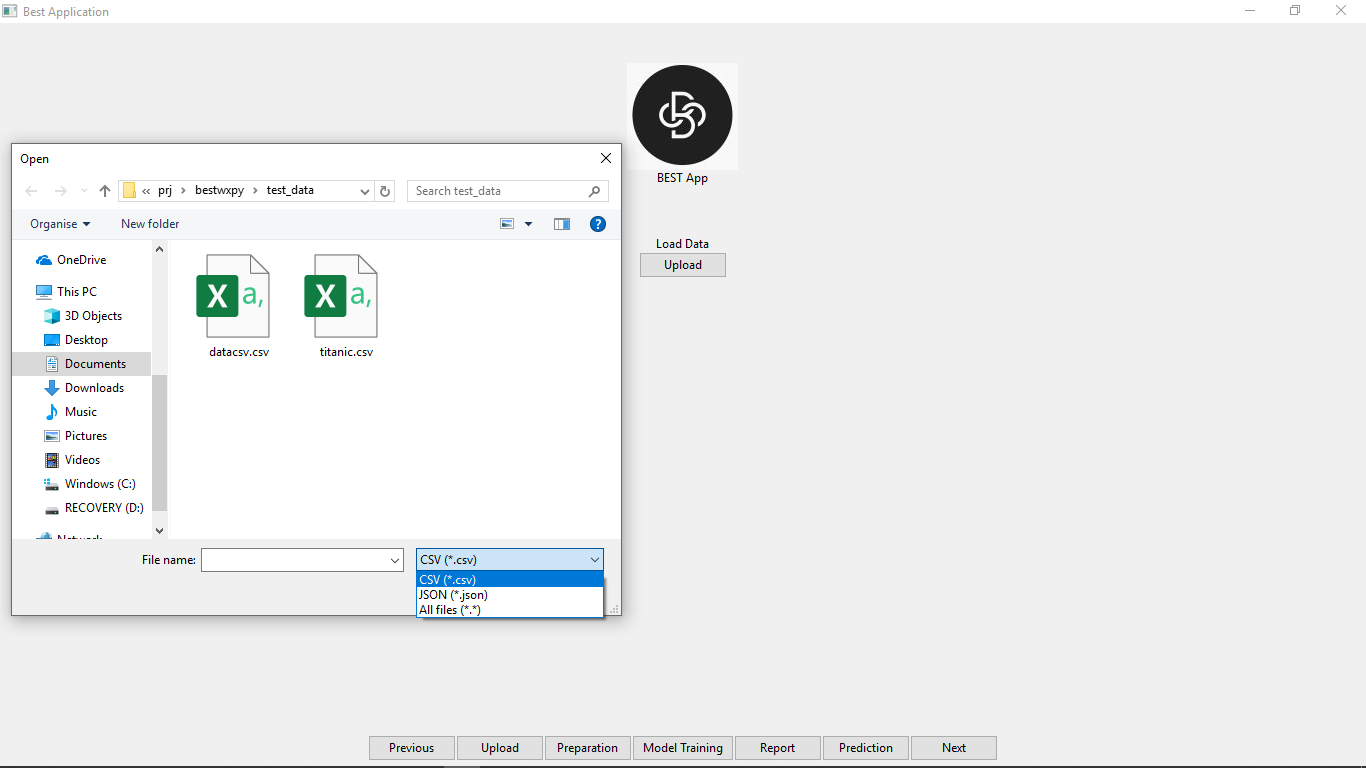 Best Application
BEST App
Load Data
Upload
Open
« prj › bestwxpy › test_data
Search test_data
Organise
New folder
?
OneDrive
This PC
3D Objects
Desktop
Documents
Downloads
Music
Pictures
Videos
Windows (C:)
RECOVERY (D:)
Network
X a,
X a,
datacsv.csv
titanic.csv
File name:
CSV (*.csv)
CSV (*.csv)
JSON (*.json)
All files (*.*)
Previous
Upload
Preparation
Model Training
Report
Prediction
Next